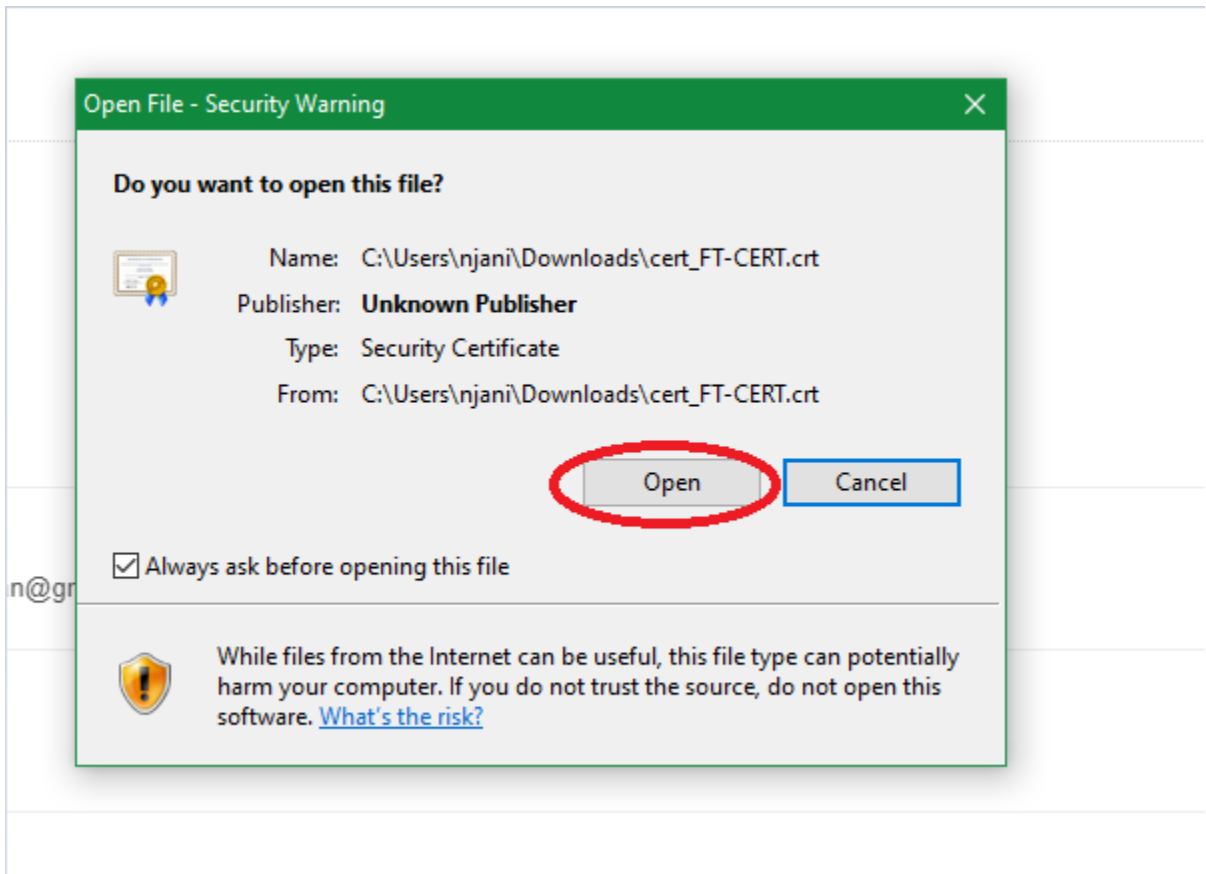 Open File - Security Warning
Do you want to open this file?
Name: C:\Users\njani\Downloads\cert_FT-CERT.crt
Publisher: Unknown Publisher
Type: Security Certificate
From: C:\Users\njani\Downloads\cert_FT-CERT.crt
Open Cancel
Always ask before opening this file
n@gr
While files from the Internet can be useful, this file type can potentially
harm your computer. If you do not trust the source, do not open this
software. What's the risk?